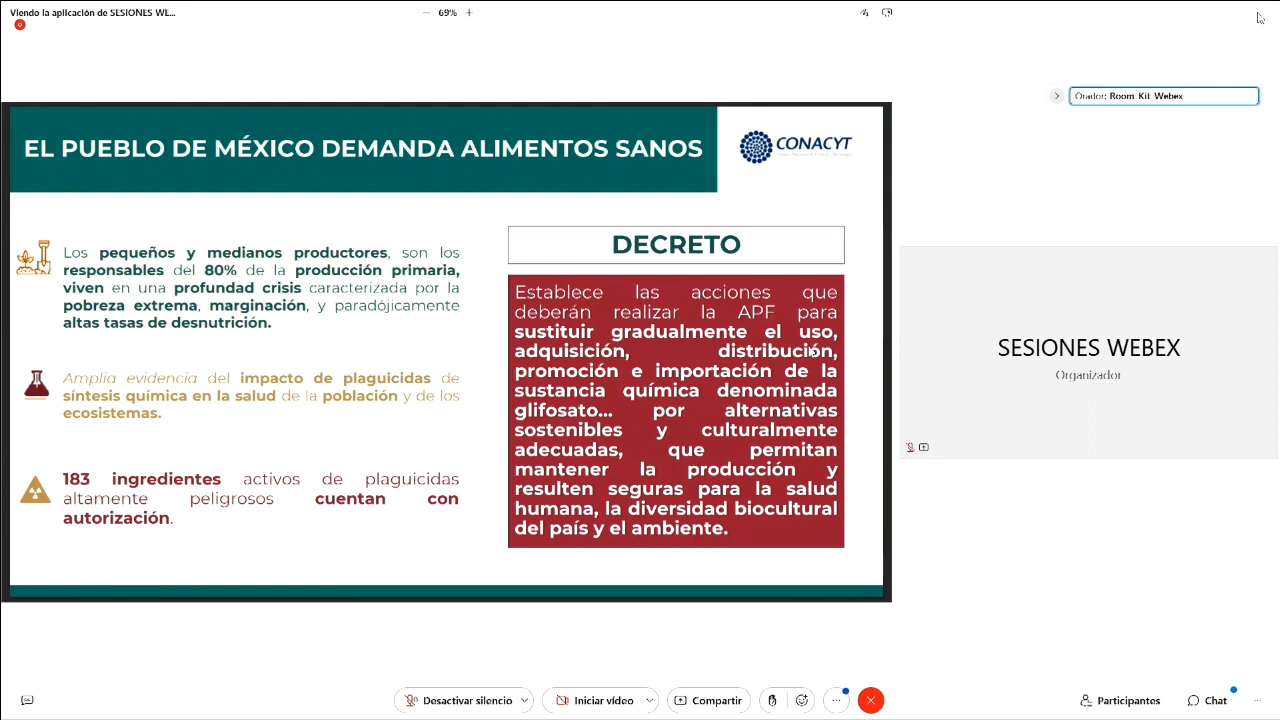 Viendo la aplicación de SESIONES WE...
69%
Orador: Room Kit Webex
EL PUEBLO DE MÉXICO DEMANDA ALIMENTOS SANOS
CONACYT
Los pequeños y medianos productores, son los
responsables del 80% de la producción primaria,
viven en una profundad crisis caracterizada por la
pobreza extrema, marginación, y paradójicamente
altas tasas de desnutrición.
Amplia evidencia del impacto de plaguicidas de
síntesis química en la salud de la población y de los
ecosistemas.
183 ingredientes activos de plaguicidas
altamente peligrosos cuentan con
autorización.
DECRETO
Establece las acciones que
deberán realizar la APF para
sustituir gradualmente el uso,
adquisición, distribución,
promoción e importación de la
sustancia química denominada
glifosato... por alternativas
sostenibles y culturalmente
adecuadas, que permitan
mantener la producción y
resulten seguras para la salud
humana, la diversidad biocultural
del país y el ambiente.
SESIONES WEBEX
Organizador
Desactivar silencio
Iniciar vídeo
Compartir
Participantes
Chat